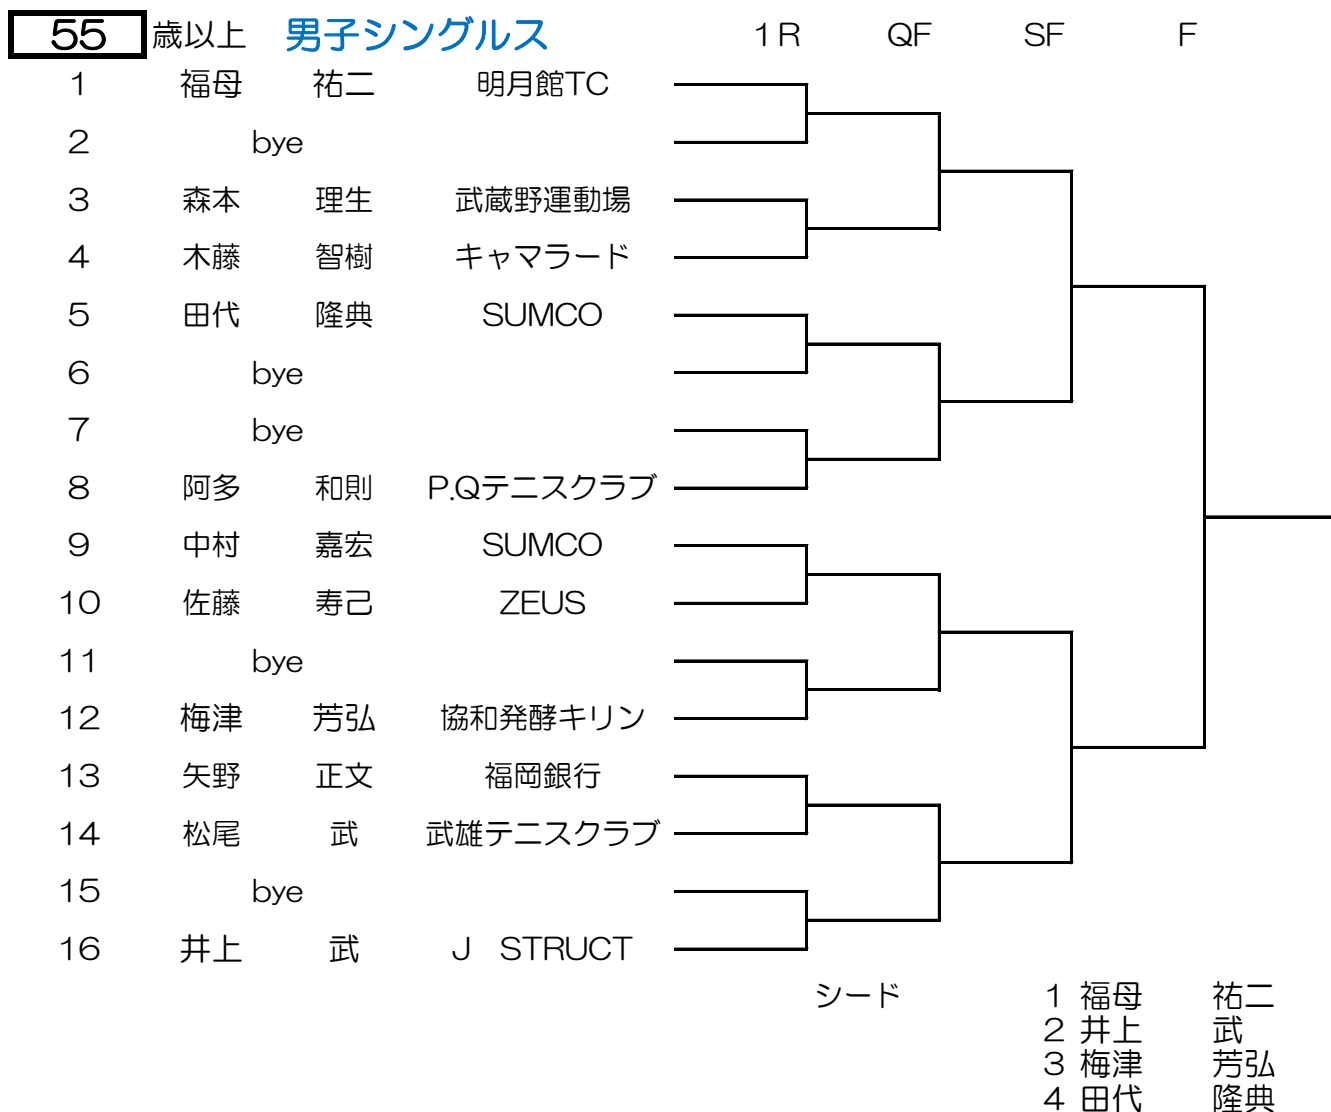 55 歳以上 男子シングルス 1R QF SF F
1 福母 祐二 明月館TC
2 bye
3 森本 理生 武蔵野運動場
4 木藤 智樹 キャマラード
5 田代 隆典 SUMCO
6 bye
7 bye
8 阿多 和則 P.Qテニスクラブ
9 中村 嘉宏 SUMCO
10 佐藤 寿己 ZEUS
11 bye
12 梅津 芳弘 協和発酵キリン
13 矢野 正文 福岡銀行
14 松尾 武 武雄テニスクラブ
15 bye
16 井上 武 J STRUCT
シード 1 福母 祐二
2 井上 武
3 梅津 芳弘
4 田代 隆典